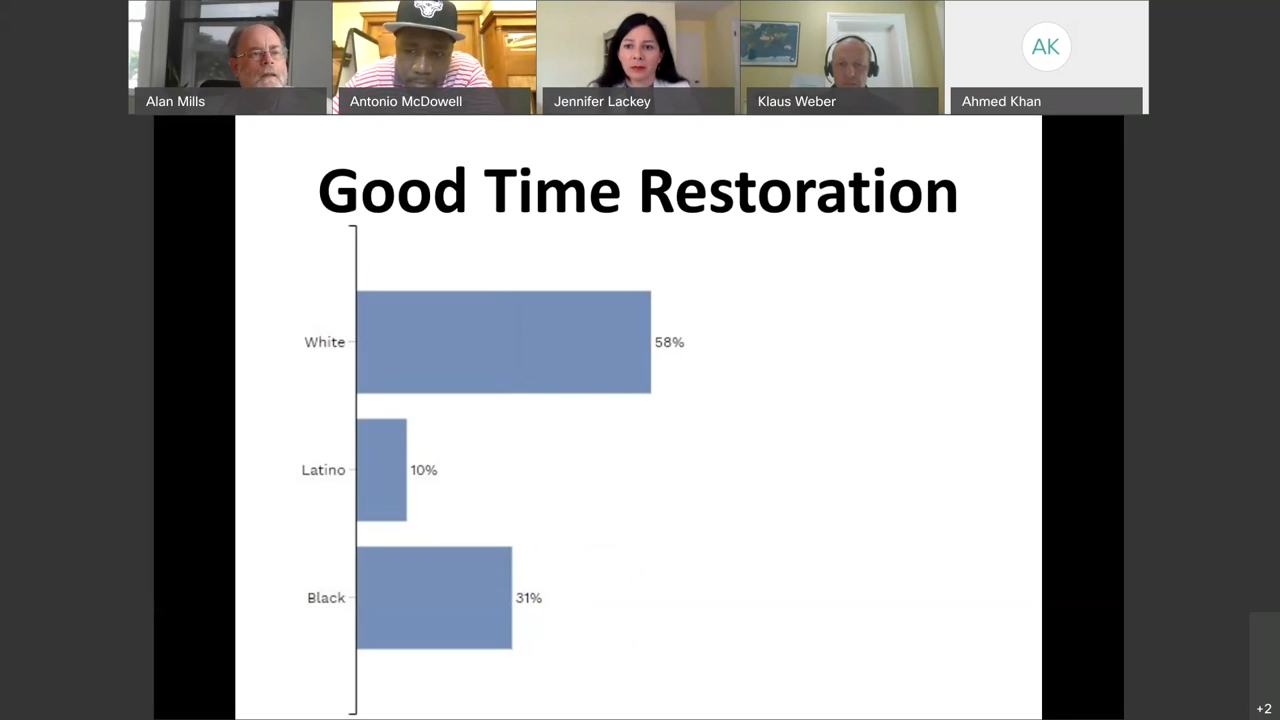 Alan Mills
Antonio McDowell
Jennifer Lackey
Klaus Weber
AK
Ahmed Khan
Good Time Restoration
White 58%
Latino 10%
Black 31%
+2